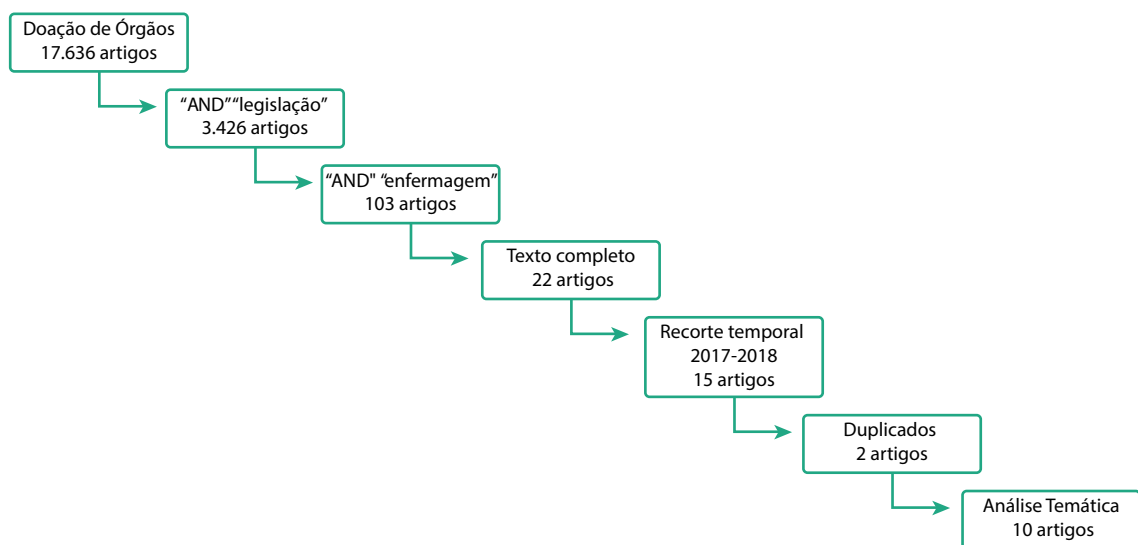 Doação de Órgãos
17.636 artigos
“AND”“legislação”
3.426 artigos
“AND" “enfermagem”
103 artigos
Texto completo
22 artigos
Recorte temporal
2017-2018
15 artigos
Duplicados
2 artigos
Análise Temática
10 artigos